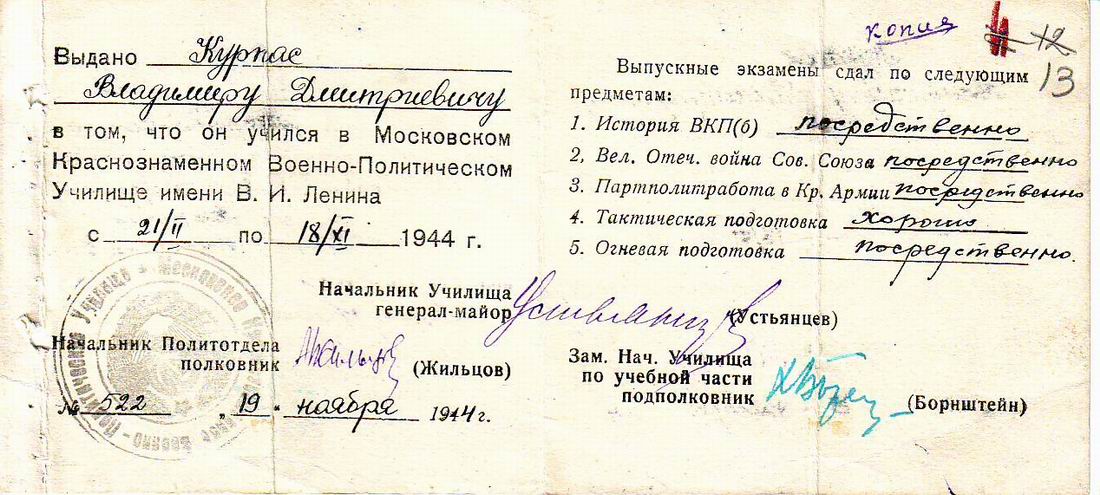 Выдано Курпас
Владимиру Дмитриевичу
в том, что он учился в Московском
Краснознаменном Военно-Политическом
Училище имени В. И. Ленина
с 21/II по 18/XI 1944 г.
Начальник Училища
генерал-майор (Устьянцев)
Начальник Политотдела
полковник (Жильцов)
№ 522 „19" ноября 1944 г.
копия
12
13
Выпускные экзамены сдал по следующим
предметам:
1. История ВКП(б) посредственно
2, Вел. Отеч. война Сов. Союза посредственно
3. Партполитработа в Кр. Армии посредственно
4. Тактическая подготовка хорошо
5. Огневая подготовка посредственно.
Зам. Нач. Училища
по учебной части
подполковник (Борнштейн)